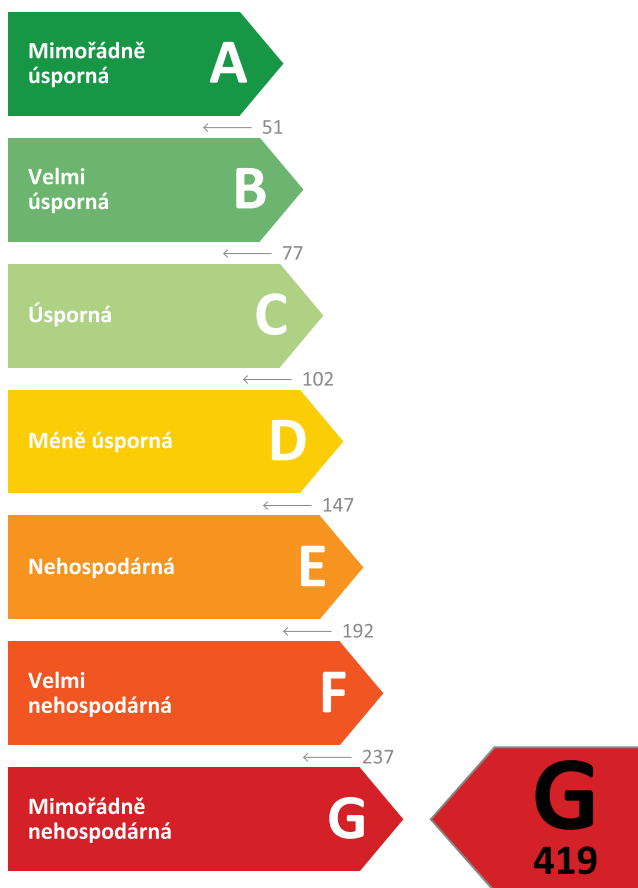 Mimořádně
úsporná
A
51
Velmi
úsporná
B
77
Úsporná
C
102
Méně úsporná
D
147
Nehospodárná
E
192
Velmi
nehospodárná
F
237
Mimořádně
nehospodárná
G
G
419